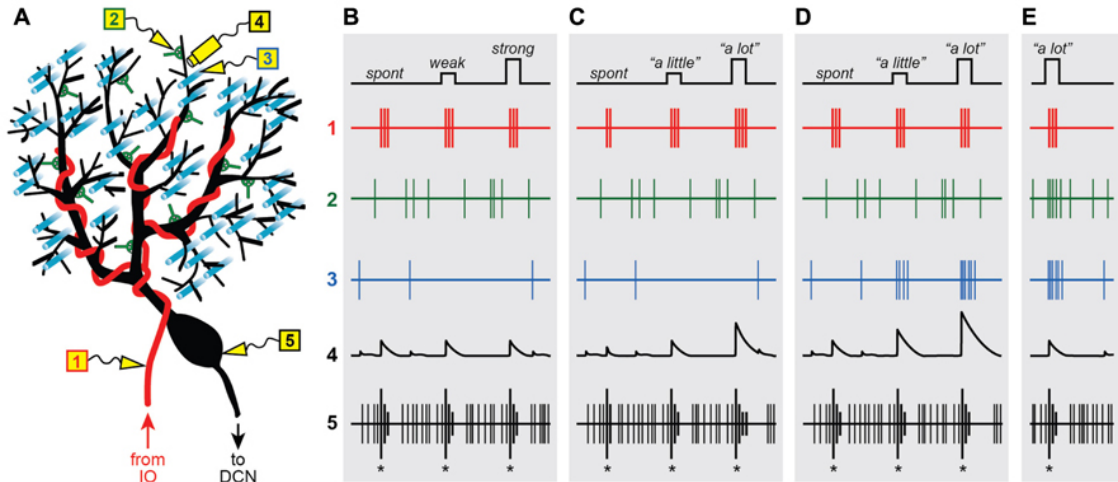 A
2
4
3
1
5
from
IO
to
DCN
B
spont
weak
strong
C
spont
“a little”
“a lot”
D
spont
“a little”
“a lot”
E
“a lot”
1
2
3
4
5
* * *
* * *
* * *
*